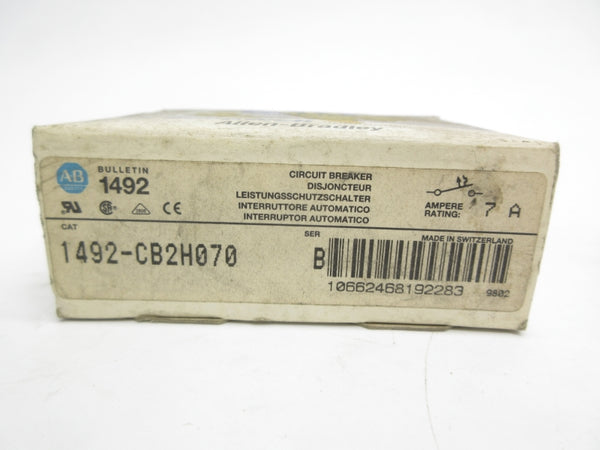 Allen-Bradley
AB
BULLETIN
1492
CIRCUIT BREAKER
DISJONCTEUR
LEISTUNGSSCHUTZSCHALTER
INTERRUTTORE AUTOMATICO
INTERRUPTOR AUTOMATICO
AMPERE
RATING: 7 A
CAT
SER
MADE IN SWITZERLAND
1492-CB2H070
B
10662468192283
9802